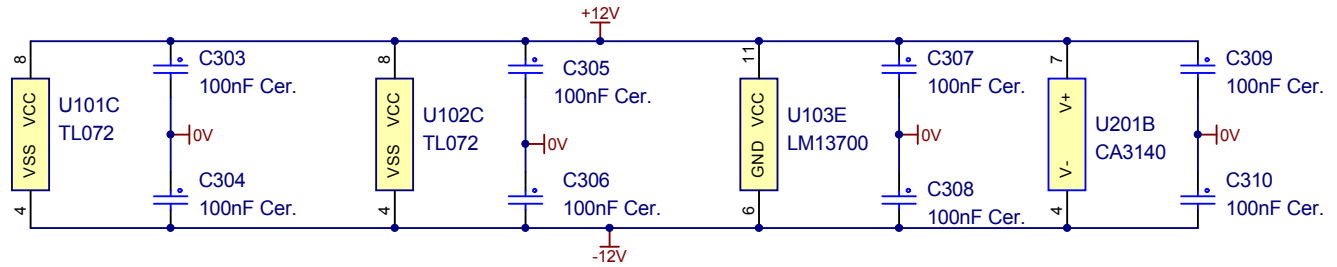 +12V
8
VCC
VSS
4
U101C
TL072
C303
100nF Cer.
0V
C304
100nF Cer.
8
VCC
VSS
4
U102C
TL072
C305
100nF Cer.
0V
C306
100nF Cer.
11
VCC
GND
6
U103E
LM13700
C307
100nF Cer.
0V
C308
100nF Cer.
7
V+
V-
4
U201B
CA3140
C309
100nF Cer.
0V
C310
100nF Cer.
-12V